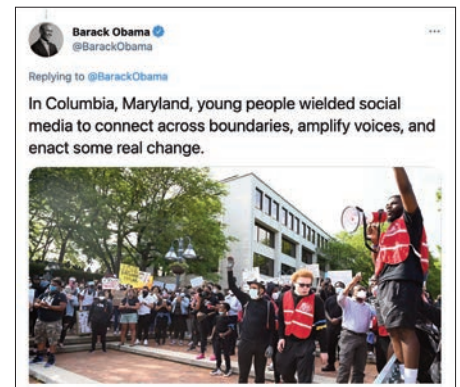 Barack Obama
@BarackObama
Replying to @BarackObama
In Columbia, Maryland, young people wielded social
media to connect across boundaries, amplify voices, and
enact some real change.